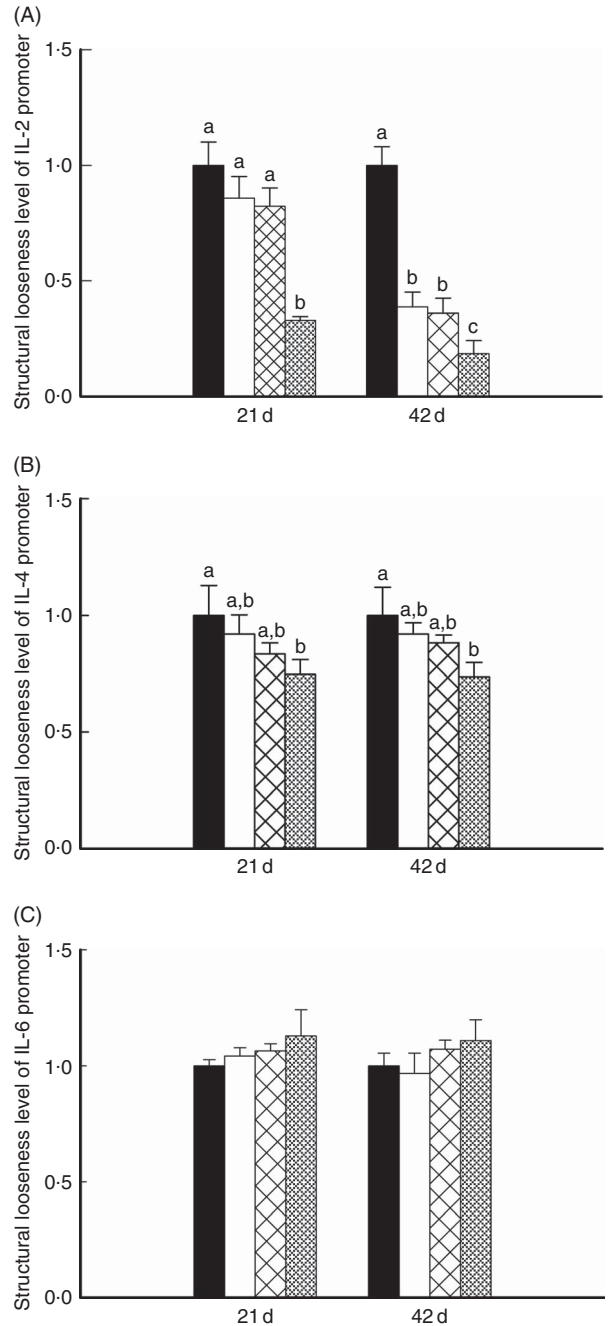 (A)
Structural looseness level of IL-2 promoter
1·5
1·0
0·5
0·0
a
a
a
b
a
b
b
c
21 d
42 d
(B)
Structural looseness level of IL-4 promoter
1·5
1·0
0·5
0·0
a
a,b
a,b
b
a
a,b
a,b
b
21 d
42 d
(C)
Structural looseness level of IL-6 promoter
1·5
1·0
0·5
0·0
21 d
42 d